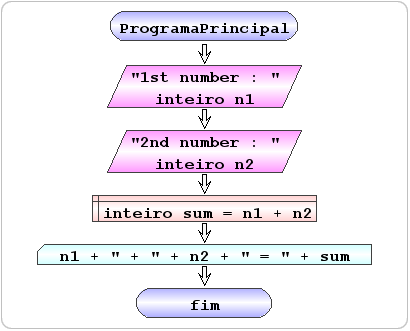 ProgramaPrincipal
"1st number : "
inteiro n1
"2nd number : "
inteiro n2
inteiro sum = n1 + n2
n1 + " + " + n2 + " = " + sum
fim